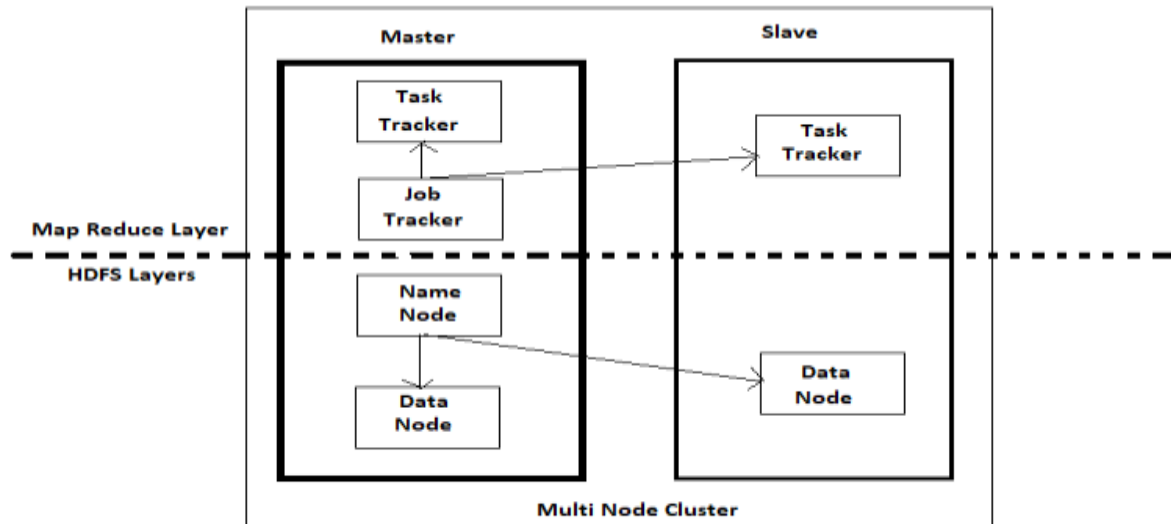 Master
Slave
Task
Tracker
Task
Tracker
Job
Tracker
Map Reduce Layer
HDFS Layers
Name
Node
Data
Node
Data
Node
Multi Node Cluster